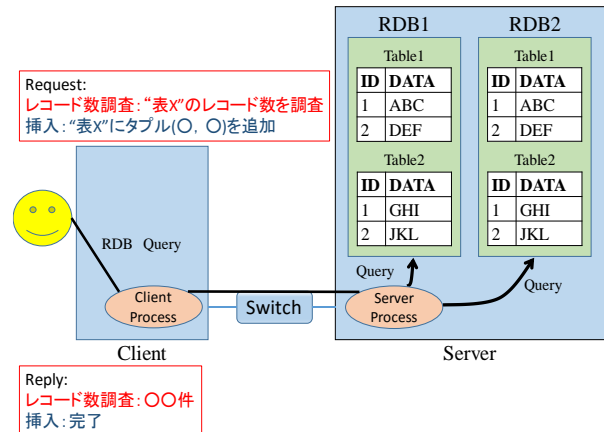 RDB1
RDB2
Table1
ID DATA
1 ABC
2 DEF
Table2
ID DATA
1 GHI
2 JKL
Table1
ID DATA
1 ABC
2 DEF
Table2
ID DATA
1 GHI
2 JKL
Request:
レコード数調査：“表X”のレコード数を調査
挿入：“表X”にタプル(〇，〇)を追加
RDB Query
Query
Query
Client
Process
Switch
Server
Process
Client
Server
Reply:
レコード数調査：〇〇件
挿入：完了